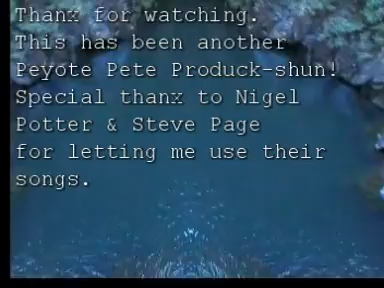 Thanx for watching.
This has been another
Peyote Pete Produck-shun!
Special thanx to Nigel
Potter & Steve Page
for letting me use their
songs.